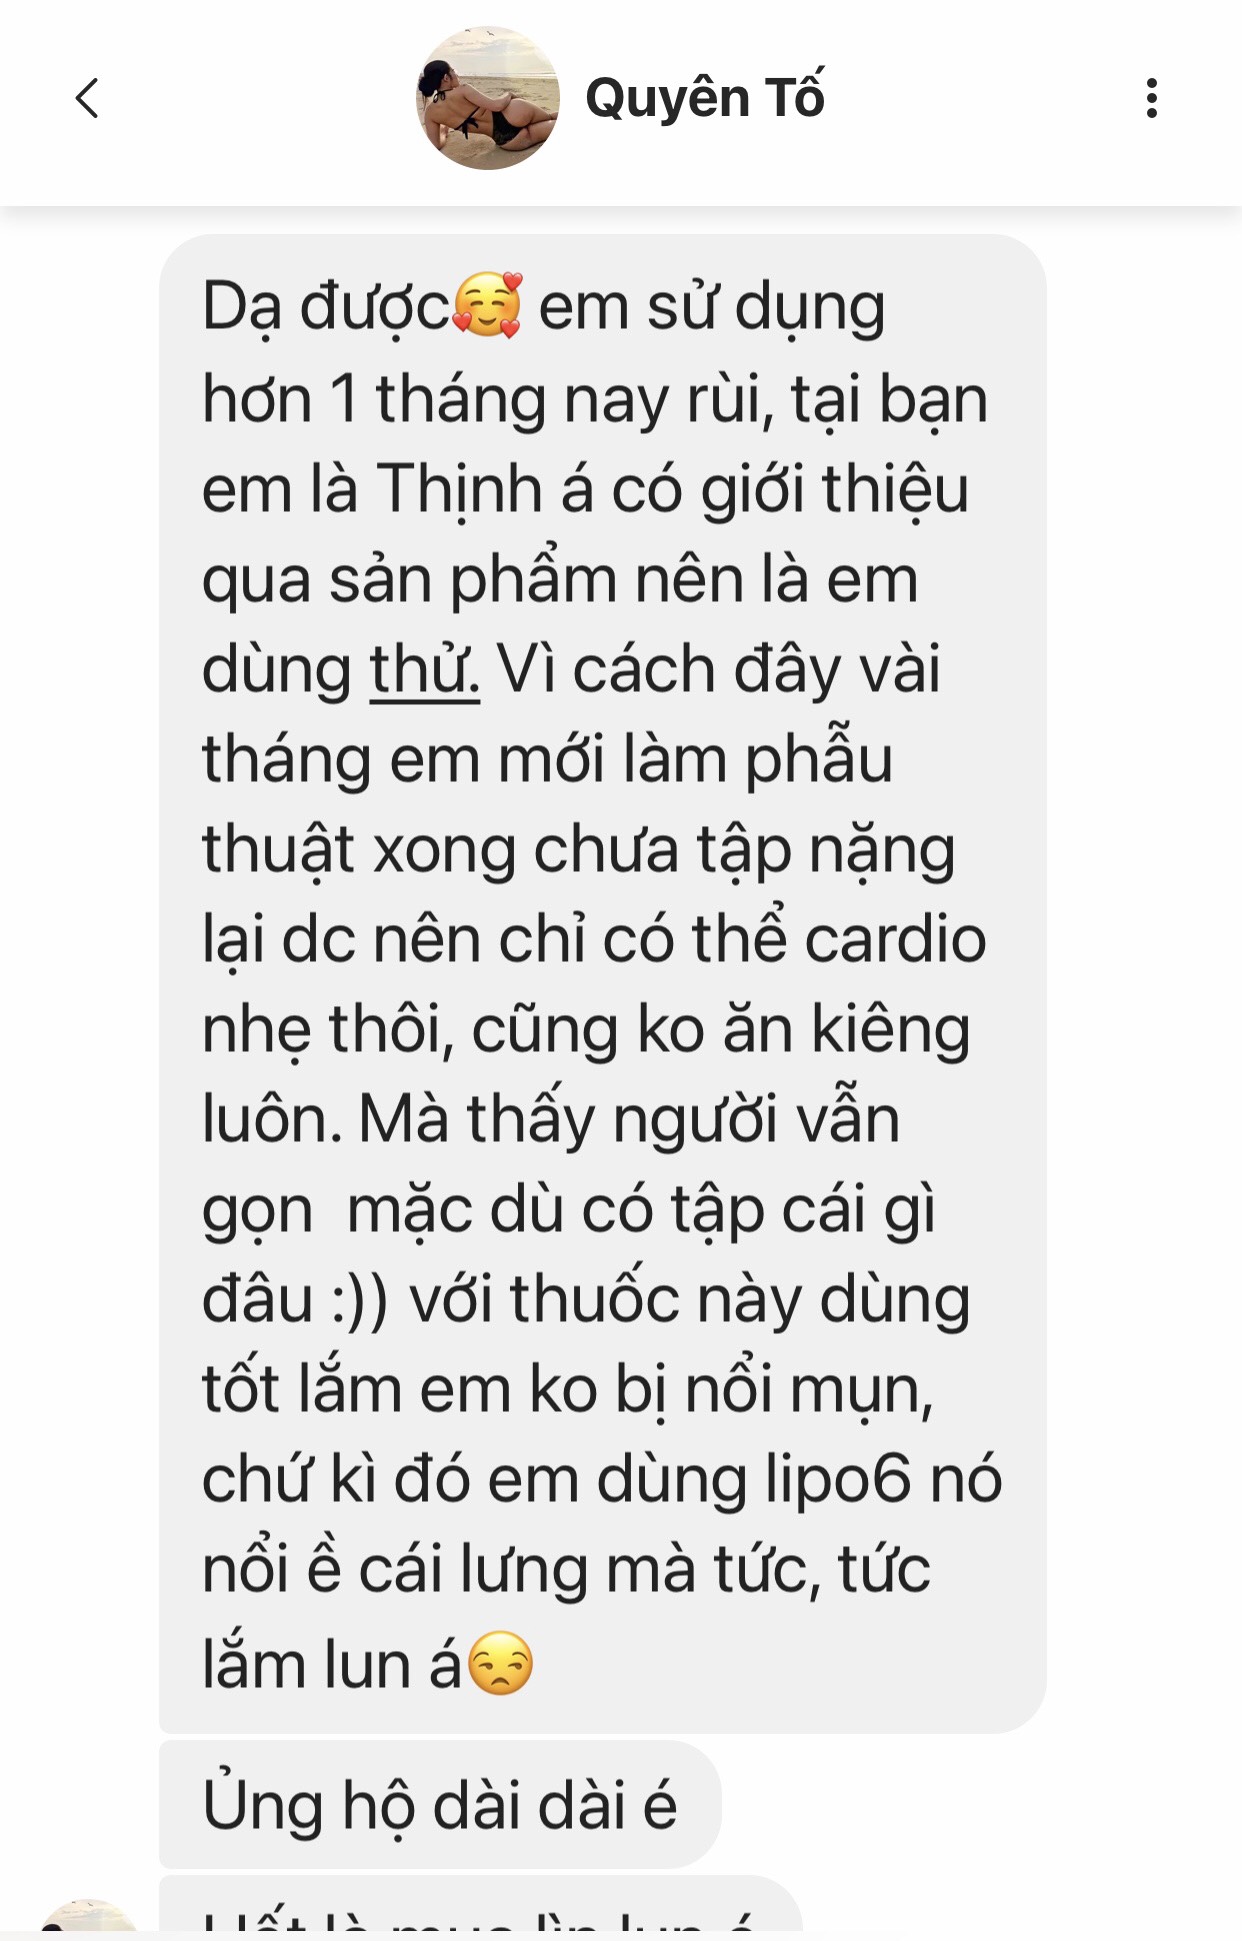 Quyên Tố
Dạ được🥰 em sử dụng
hơn 1 tháng nay rùi, tại bạn
em là Thịnh á có giới thiệu
qua sản phẩm nên là em
dùng thử. Vì cách đây vài
tháng em mới làm phẫu
thuật xong chưa tập nặng
lại dc nên chỉ có thể cardio
nhẹ thôi, cũng ko ăn kiêng
luôn. Mà thấy người vẫn
gọn  mặc dù có tập cái gì
đâu :)) với thuốc này dùng
tốt lắm em ko bị nổi mụn,
chứ kì đó em dùng lipo6 nó
nổi ề cái lưng mà tức, tức
lắm lun á😒
Ủng hộ dài dài é
Hết là mua lìn lun á